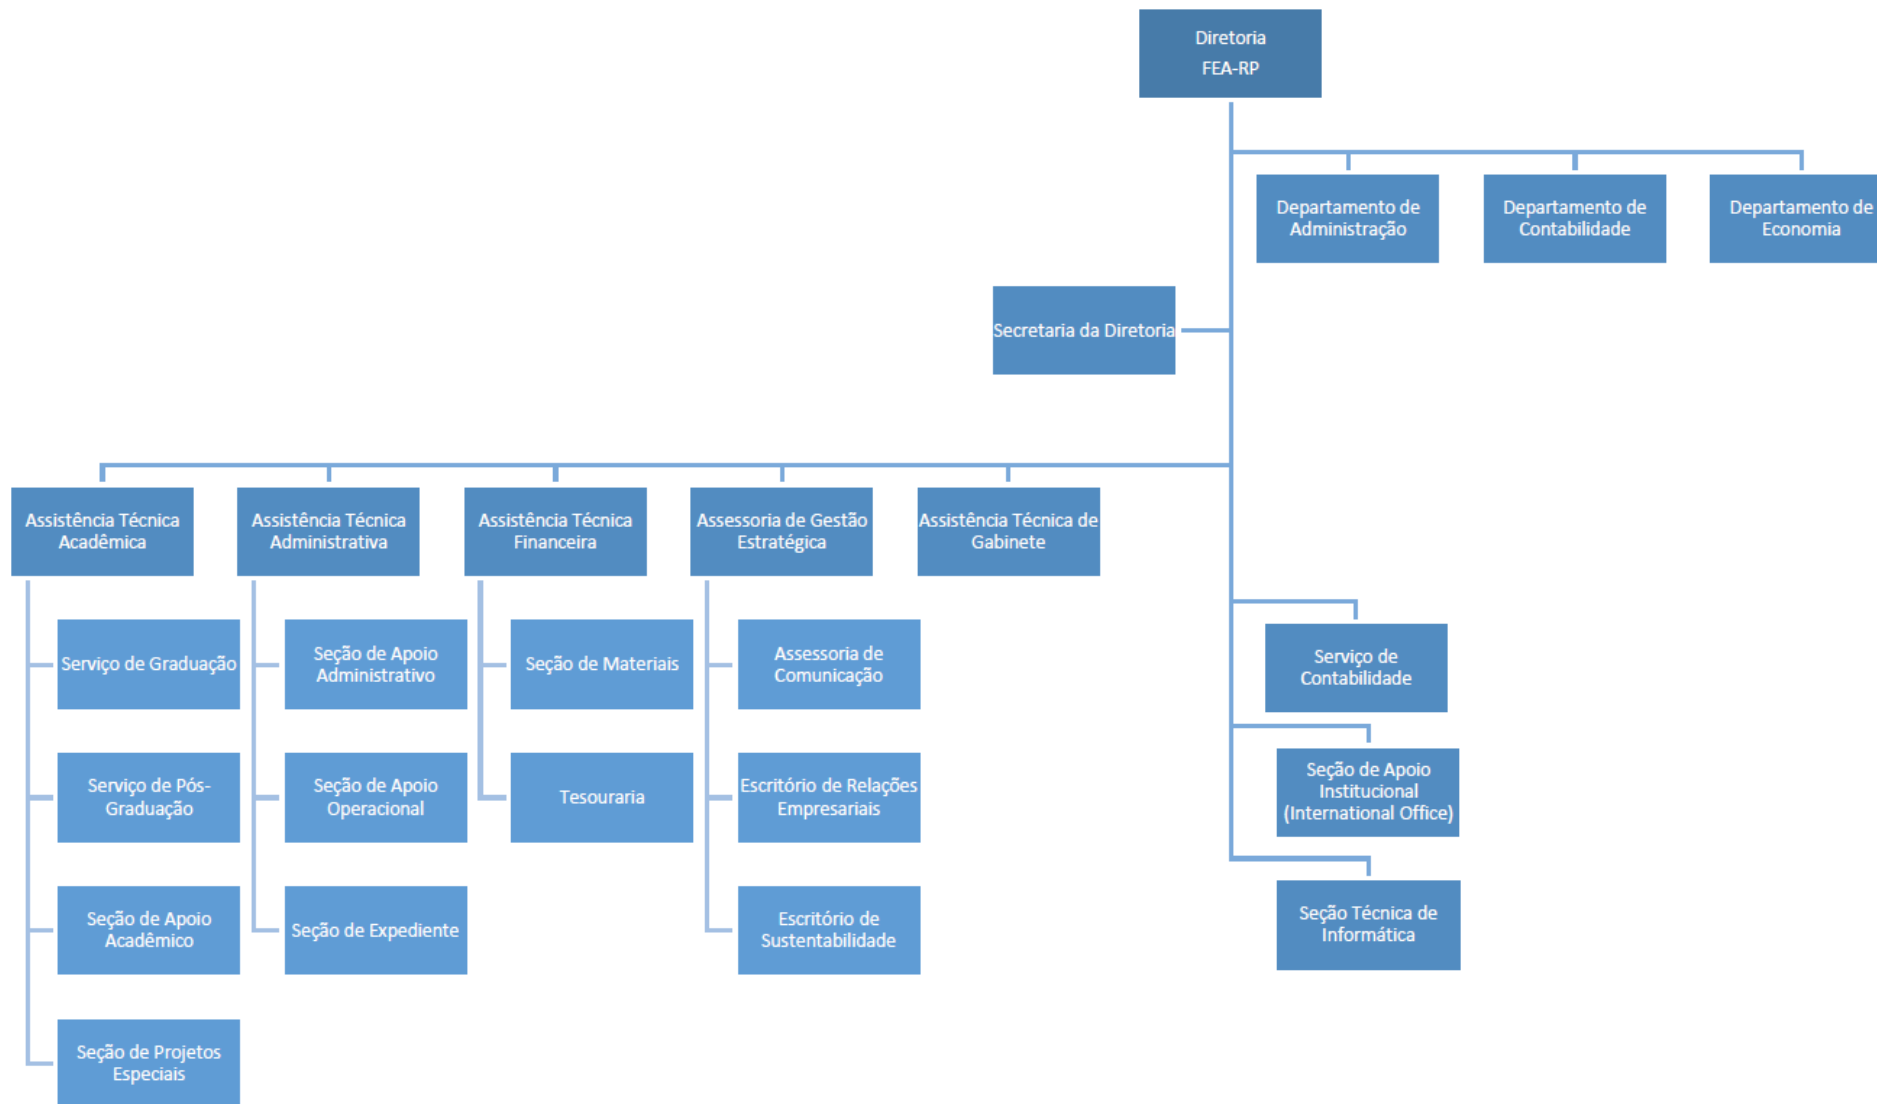 Diretoria
FEA-RP
Departamento de
Administração
Departamento de
Contabilidade
Departamento de
Economia
Secretaria da Diretoria
Assistência Técnica
Acadêmica
Assistência Técnica
Administrativa
Assistência Técnica
Financeira
Assessoria de Gestão
Estratégica
Assistência Técnica de
Gabinete
Serviço de Graduação
Seção de Apoio
Administrativo
Seção de Materiais
Assessoria de
Comunicação
Serviço de
Contabilidade
Serviço de Pós-
Graduação
Seção de Apoio
Operacional
Tesouraria
Escritório de Relações
Empresariais
Seção de Apoio
Institucional
(International Office)
Seção de Apoio
Acadêmico
Seção de Expediente
Escritório de
Sustentabilidade
Seção Técnica de
Informática
Seção de Projetos
Especiais